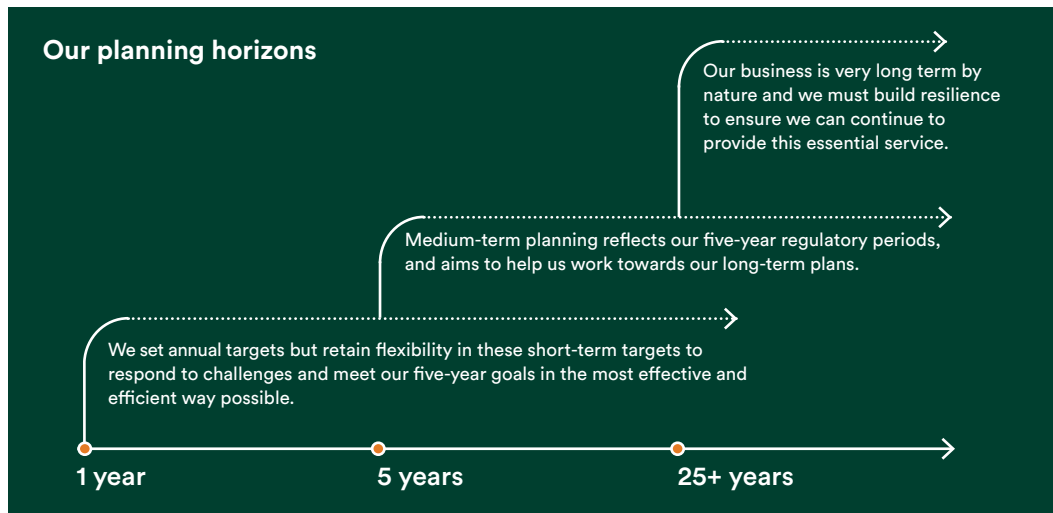 Our planning horizons
Our business is very long term by
nature and we must build resilience
to ensure we can continue to
provide this essential service.
Medium-term planning reflects our five-year regulatory periods,
and aims to help us work towards our long-term plans.
We set annual targets but retain flexibility in these short-term targets to
respond to challenges and meet our five-year goals in the most effective and
efficient way possible.
1 year
5 years
25+ years